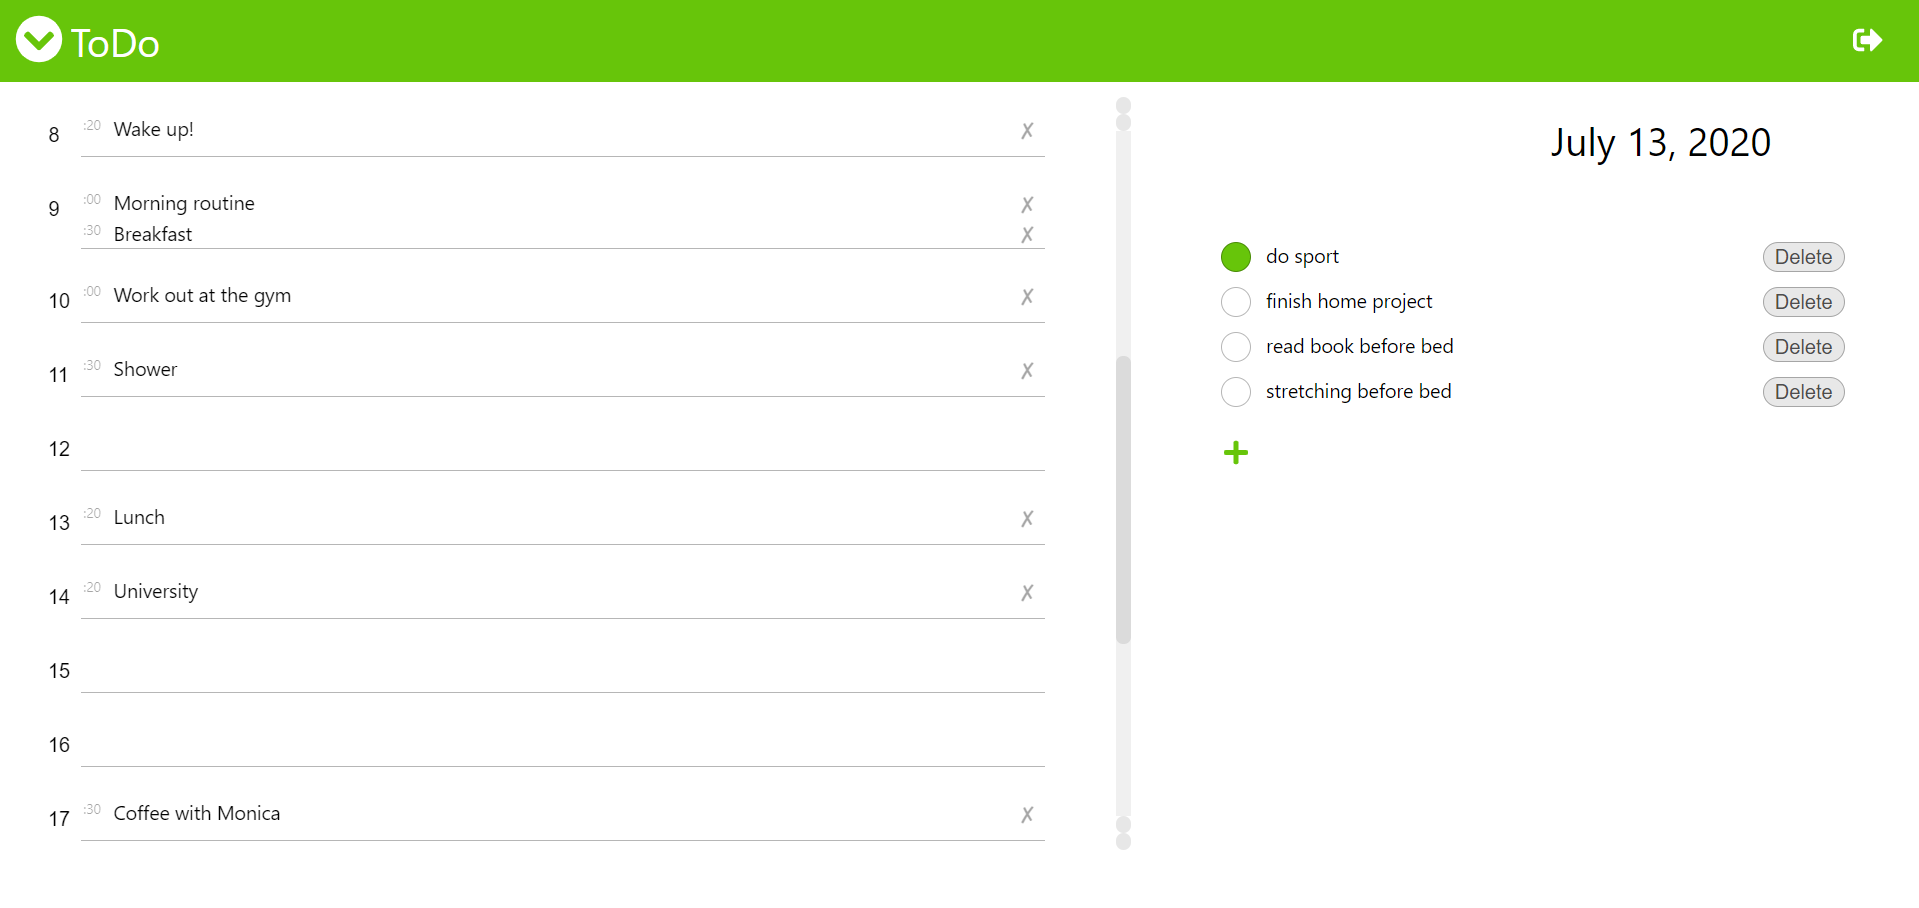 ToDo
8 :20 Wake up! ✗
9 :00 Morning routine ✗
:30 Breakfast ✗
10 :00 Work out at the gym ✗
11 :30 Shower ✗
12
13 :20 Lunch ✗
14 :20 University ✗
15
16
17 :30 Coffee with Monica ✗
July 13, 2020
do sport Delete
finish home project Delete
read book before bed Delete
stretching before bed Delete